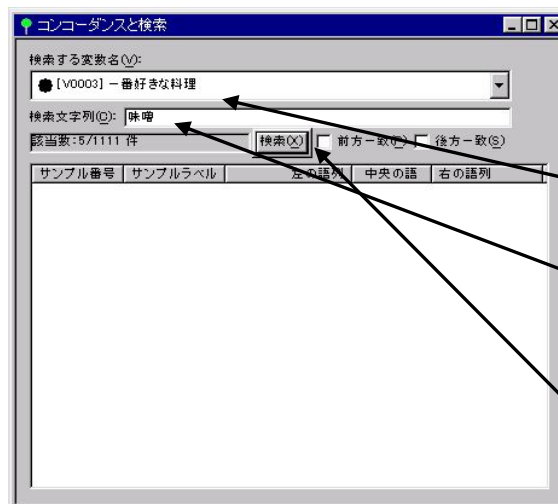 コンコーダンスと検索
検索する変数名(V):
[V0003] 一番好きな料理
検索文字列(C): 味噌
該当数:5/1111 件 検索(X) 前方一致(P) 後方一致(S)
サンプル番号 サンプルラベル 左の語列 中央の語 右の語列